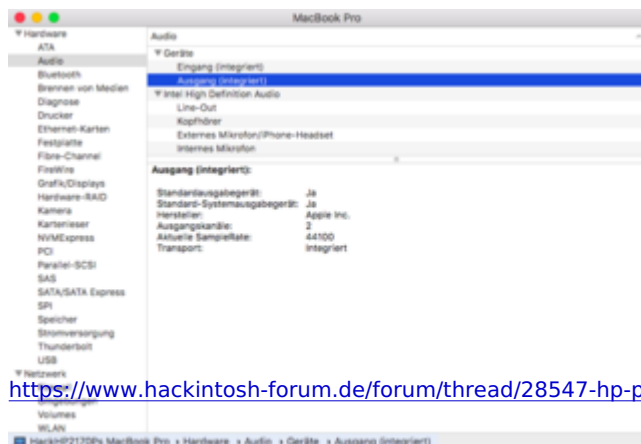 MacBook Pro
Hardware
ATA
Audio
Bluetooth
Brennen von Medien
Diagnose
Drucker
Ethernet-Karten
Festplatte
Fibre-Channel
FireWire
Grafik/Displays
Hardware-RAID
Kamera
Kartenleser
NVMExpress
PCI
Parallel-SCSI
SAS
SATA/SATA Express
SPI
Speicher
Stromversorgung
Thunderbolt
USB
Netzwerk
Volumes
WLAN
Audio
Geräte
Eingang (integriert)
Ausgang (integriert)
Intel High Definition Audio
Line-Out
Kopfhörer
Externes Mikrofon/iPhone-Headset
Internes Mikrofon
Ausgang (integriert):
Standardausgabegerät: Ja
Standard-Systemausgabegerät: Ja
Hersteller: Apple Inc.
Ausgangskanäle: 2
Aktuelle SampleRate: 44100
Transport: Integriert
https://www.hackintosh-forum.de/forum/thread/28547-hp-p
HackHP2170Ps MacBook Pro › Hardware › Audio › Geräte › Ausgang (integriert)